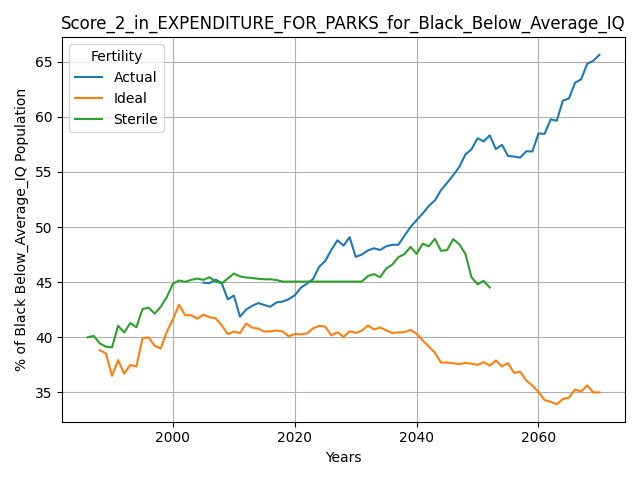 Score_2_in_EXPENDITURE_FOR_PARKS_for_Black_Below_Average_IQ
Fertility
Actual
Ideal
Sterile
% of Black Below_Average_IQ Population
65
60
55
50
45
40
35
2000 2020 2040 2060
Years